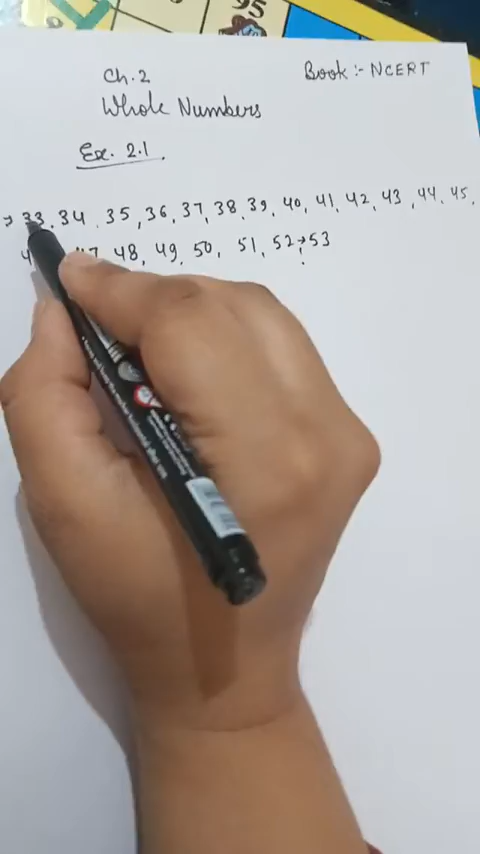 95
Ch. 2
Book :- NCERT
Whole Numbers
Ex. 2.1
→ 33, 34, 35, 36, 37, 38, 39, 40, 41, 42, 43, 44, 45,
48, 49, 50, 51, 52 → 53